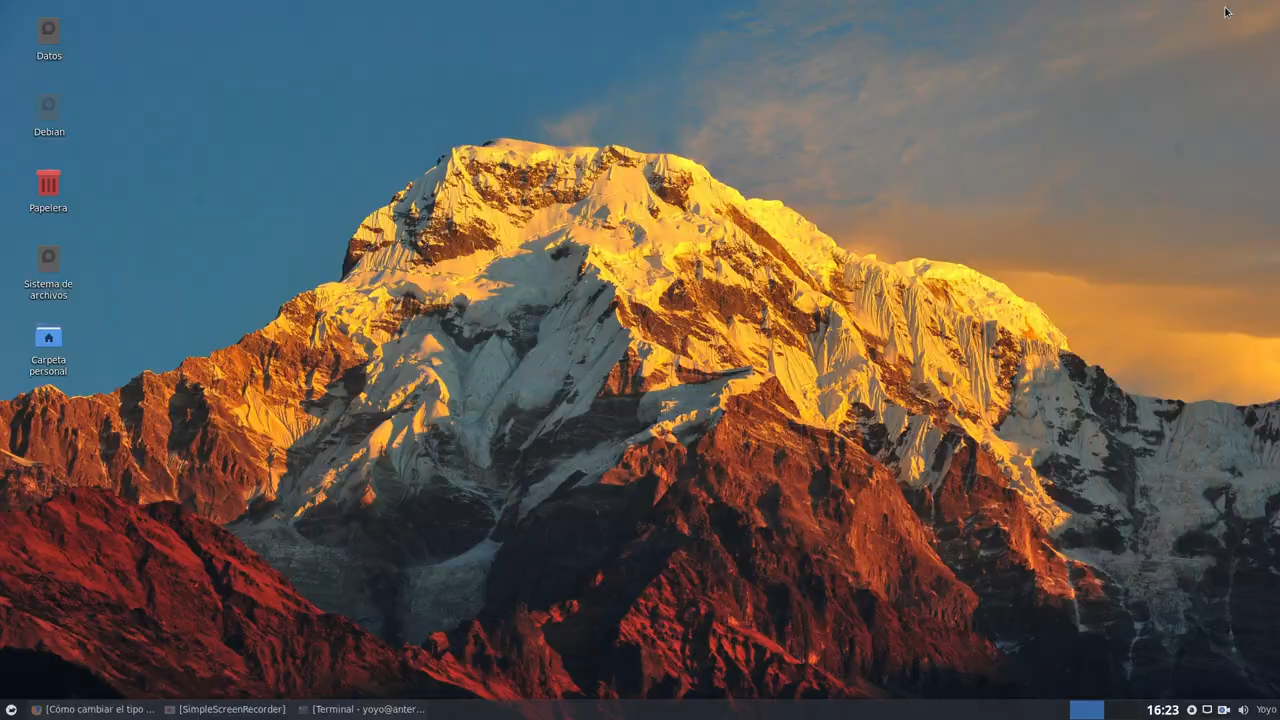 Datos
Debian
Papelera
Sistema de
archivos
Carpeta
personal
[Cómo cambiar el tipo ...
[SimpleScreenRecorder]
[Terminal - yoyo@anter...
16:23
Yoyo